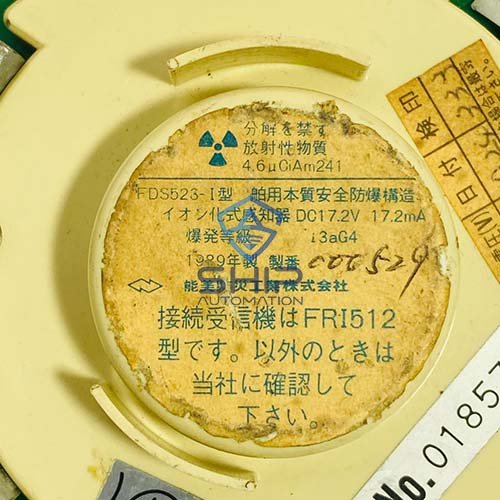 分解を禁ず
放射性物質
4.6μCiAm241
FDS523-I型 舶用本質安全防爆構造
イオン化式感知器 DC17.2V 17.2mA
爆発等級 i3aG4
1989年製 製番 000529
能美防災工業株式会社
SHIP
AUTOMATION
接続受信機はFRI512
型です。以外のときは
当社に確認して
下さい。
検印
日付
No. 01857